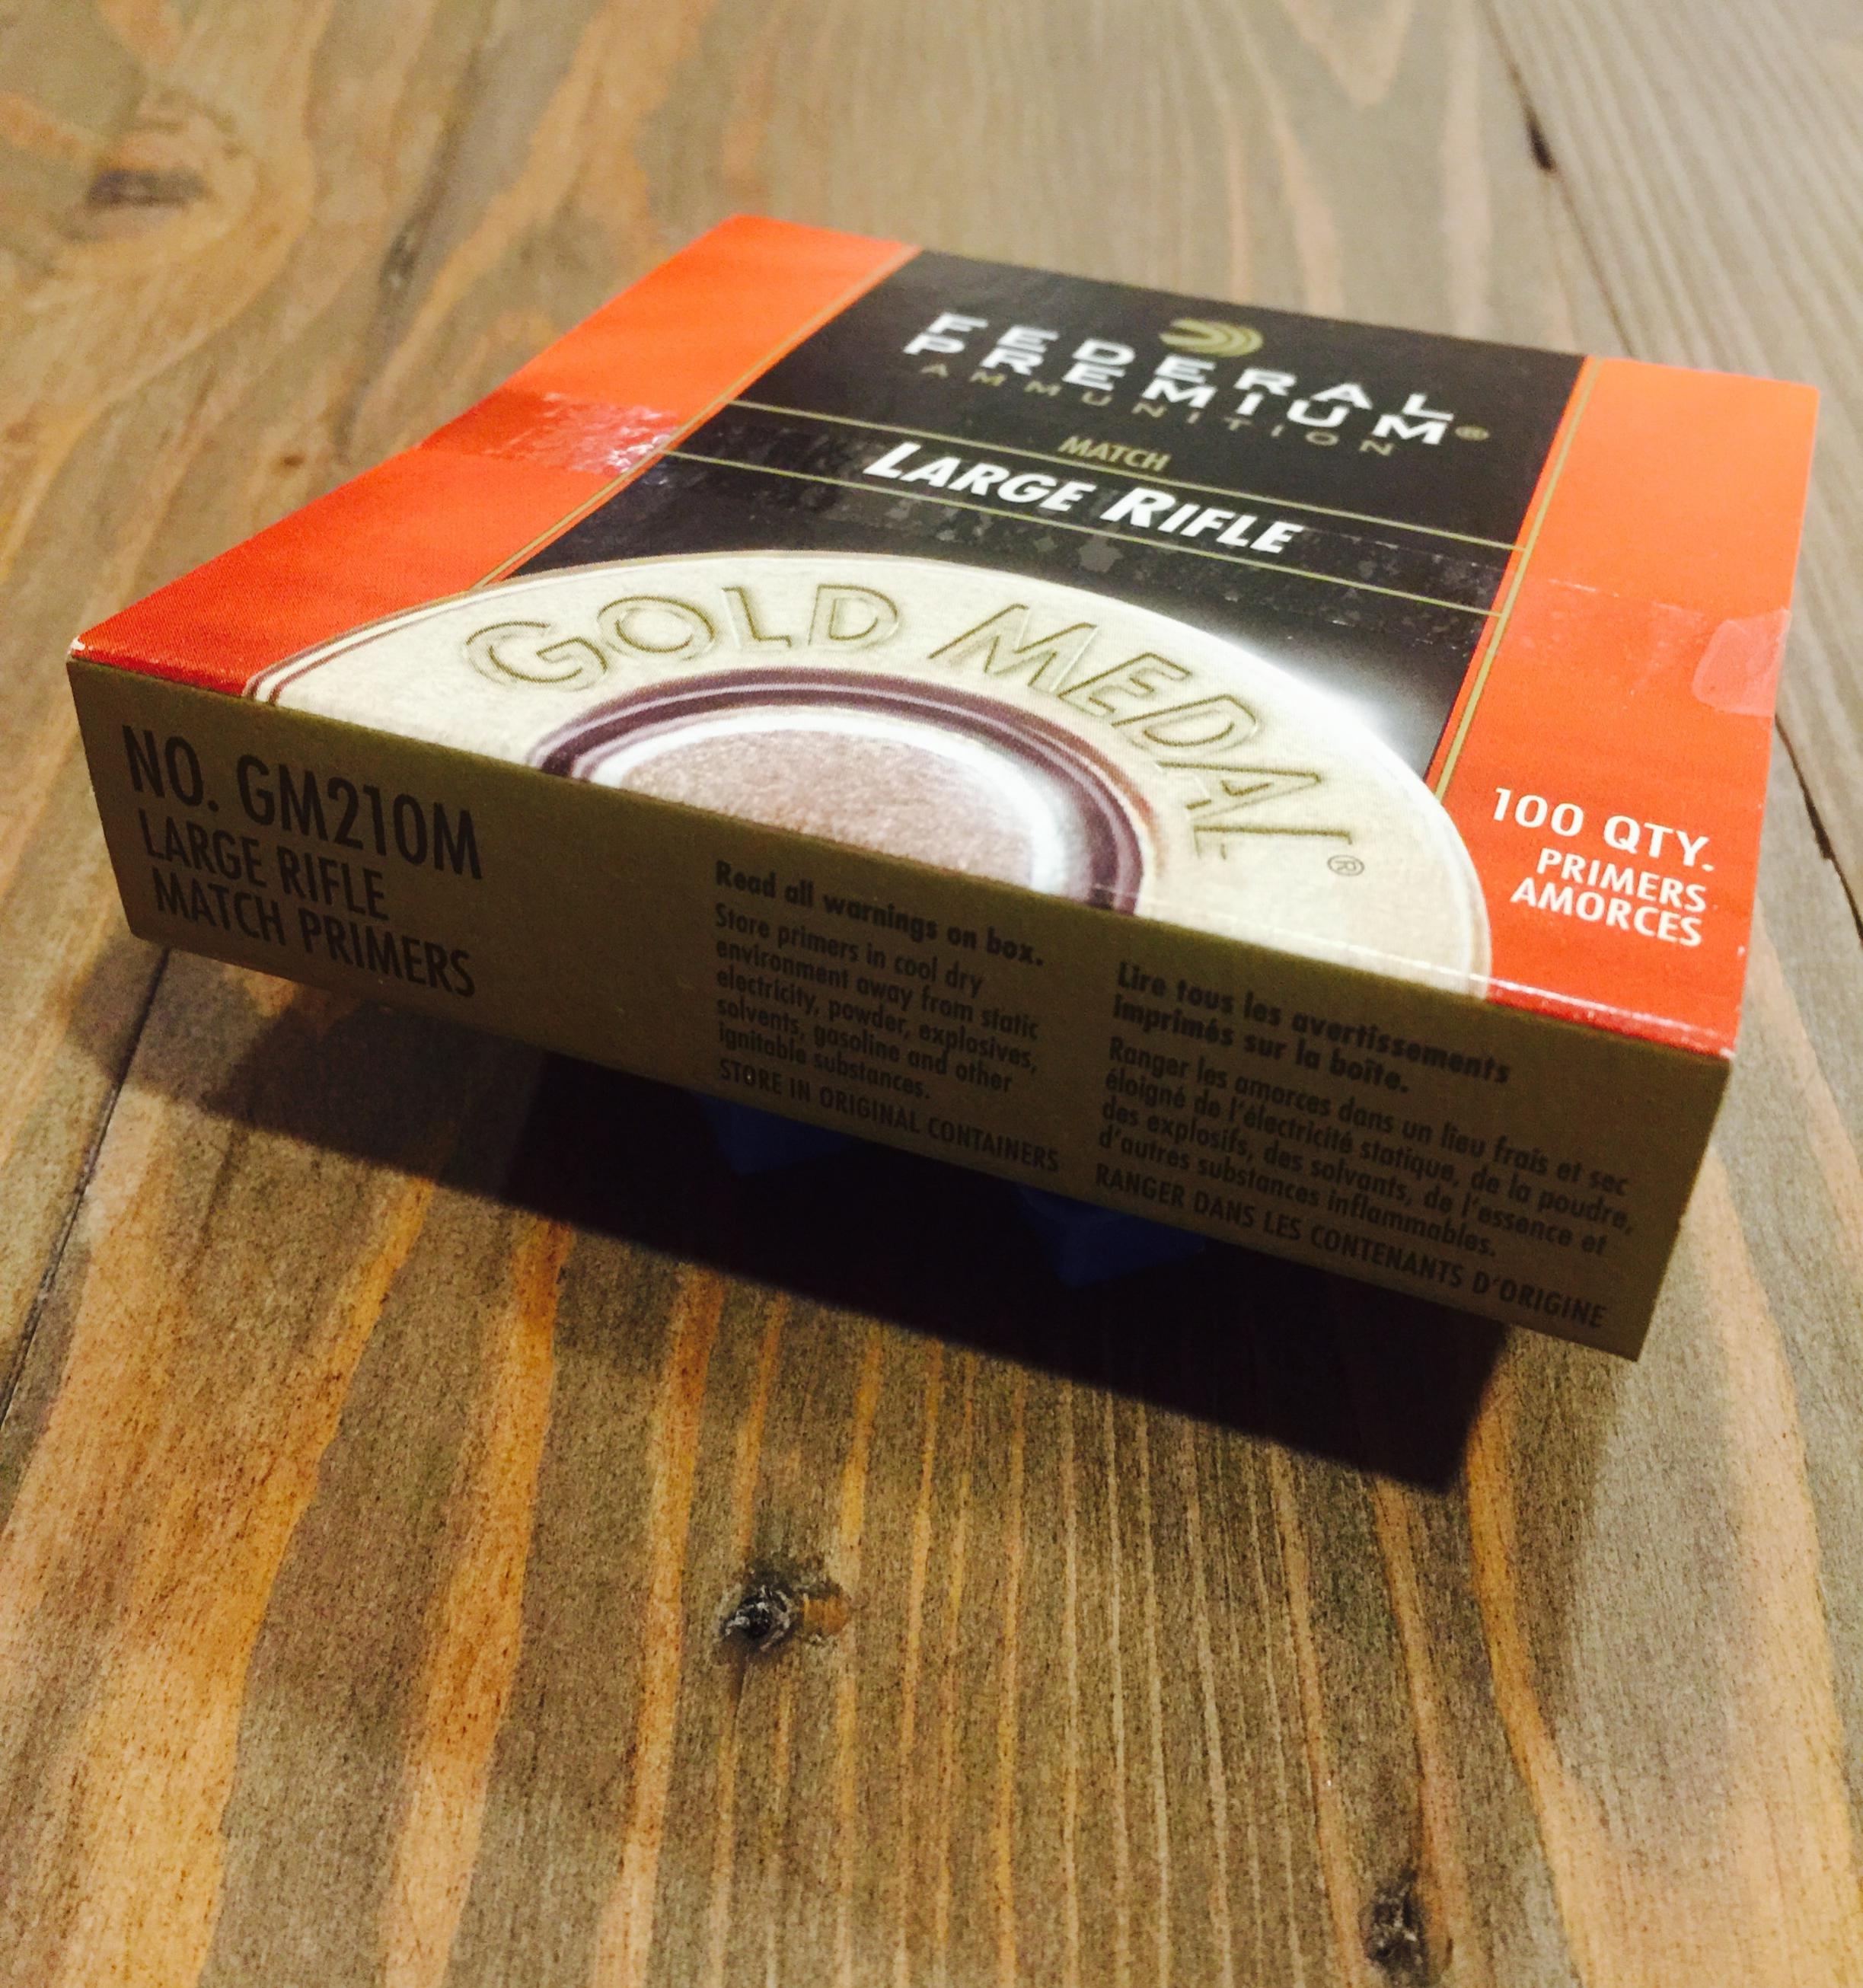 FEDERAL
PREMIUM®
AMMUNITION
MATCH
LARGE RIFLE
GOLD MEDAL®
100 QTY.
PRIMERS
AMORCES
NO. GM210M
LARGE RIFLE
MATCH PRIMERS
Read all warnings on box.
Store primers in cool dry
environment away from static
electricity, powder, explosives,
solvents, gasoline and other
ignitable substances.
STORE IN ORIGINAL CONTAINERS
Lire tous les avertissements
imprimés sur la boîte.
Ranger les amorces dans un lieu frais et sec
éloigné de l'électricité statique, de la poudre,
des explosifs, des solvants, de l'essence et
d'autres substances inflammables.
RANGER DANS LES CONTENANTS D'ORIGINE